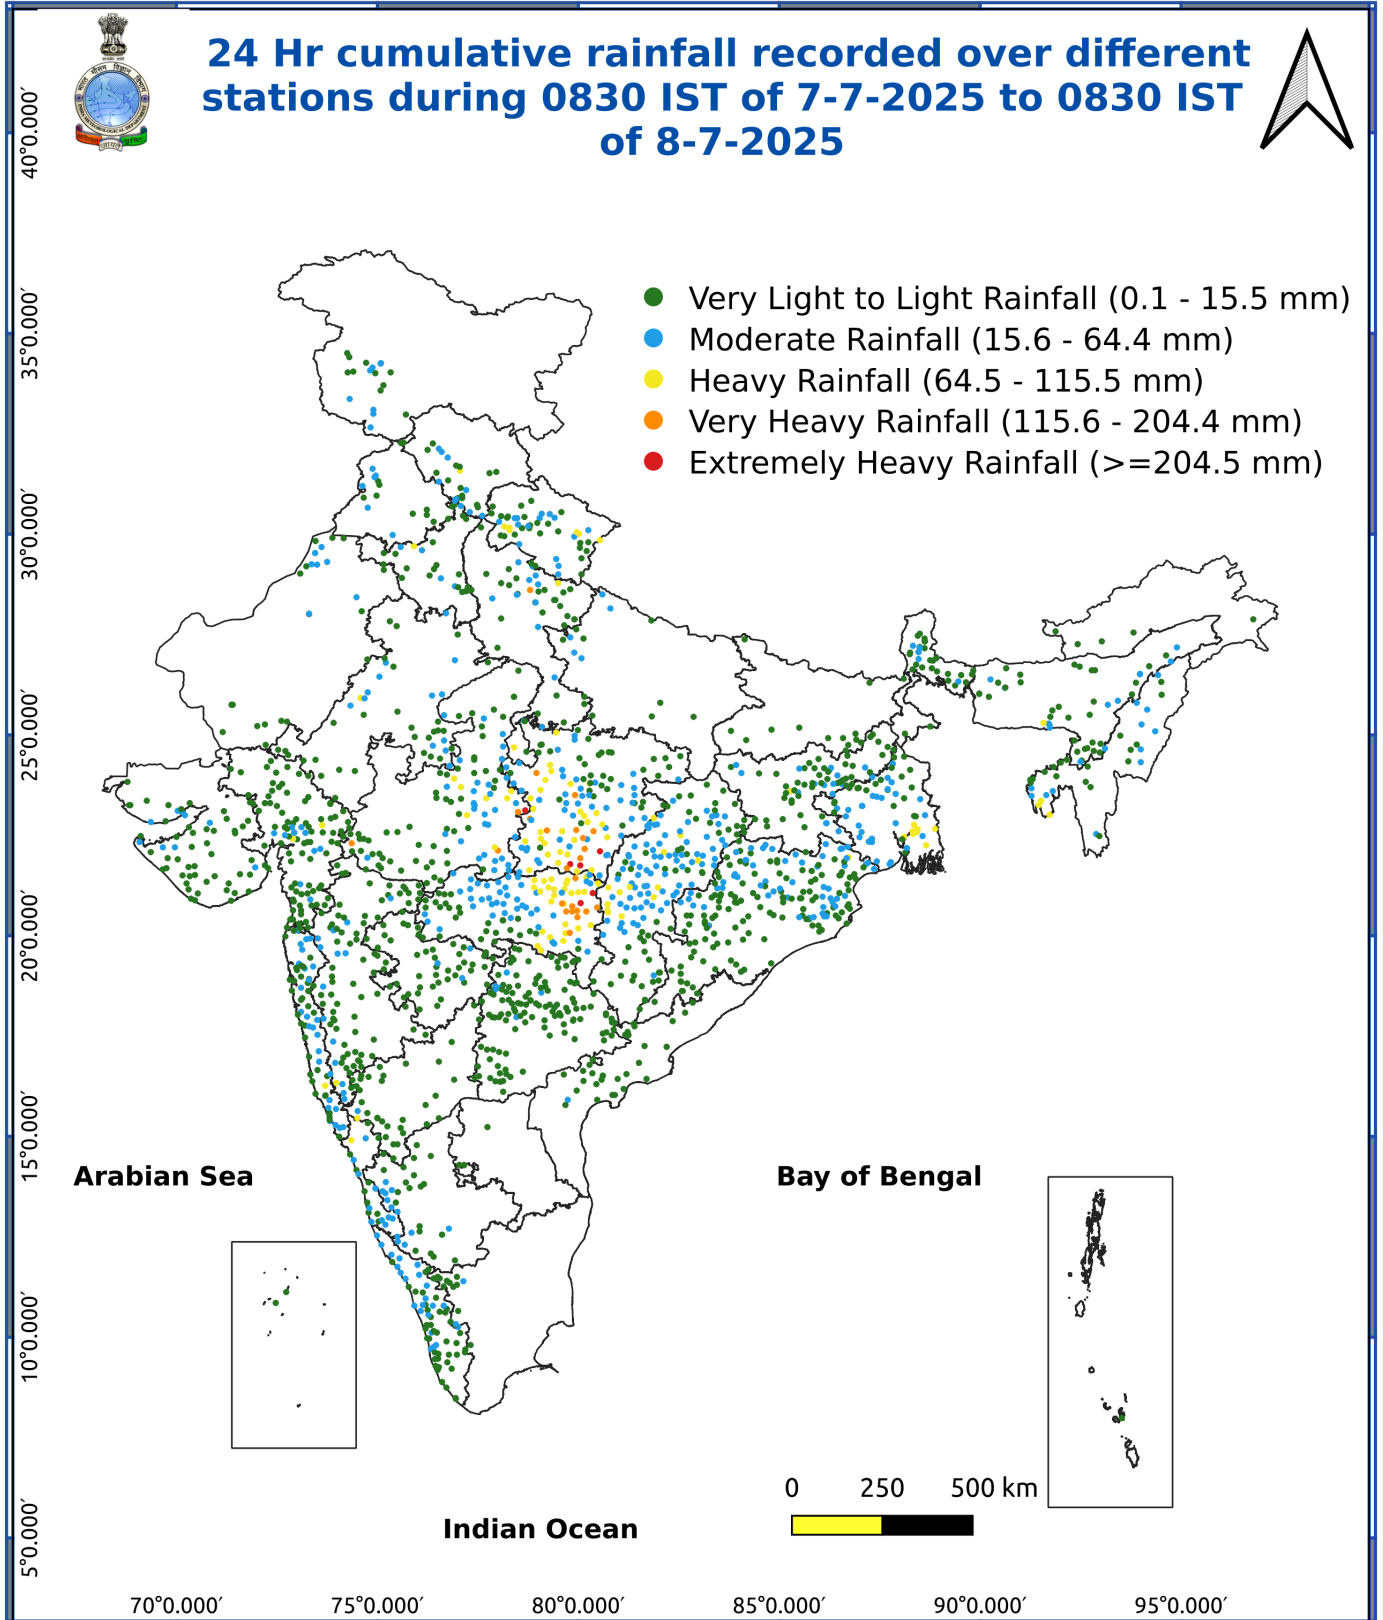 24 Hr cumulative rainfall recorded over different
stations during 0830 IST of 7-7-2025 to 0830 IST
of 8-7-2025
Very Light to Light Rainfall (0.1 - 15.5 mm)
Moderate Rainfall (15.6 - 64.4 mm)
Heavy Rainfall (64.5 - 115.5 mm)
Very Heavy Rainfall (115.6 - 204.4 mm)
Extremely Heavy Rainfall (>=204.5 mm)
40°0.000′
35°0.000′
30°0.000′
25°0.000′
20°0.000′
15°0.000′
10°0.000′
5°0.000′
Arabian Sea
Bay of Bengal
Indian Ocean
0 250 500 km
70°0.000′ 75°0.000′ 80°0.000′ 85°0.000′ 90°0.000′ 95°0.000′